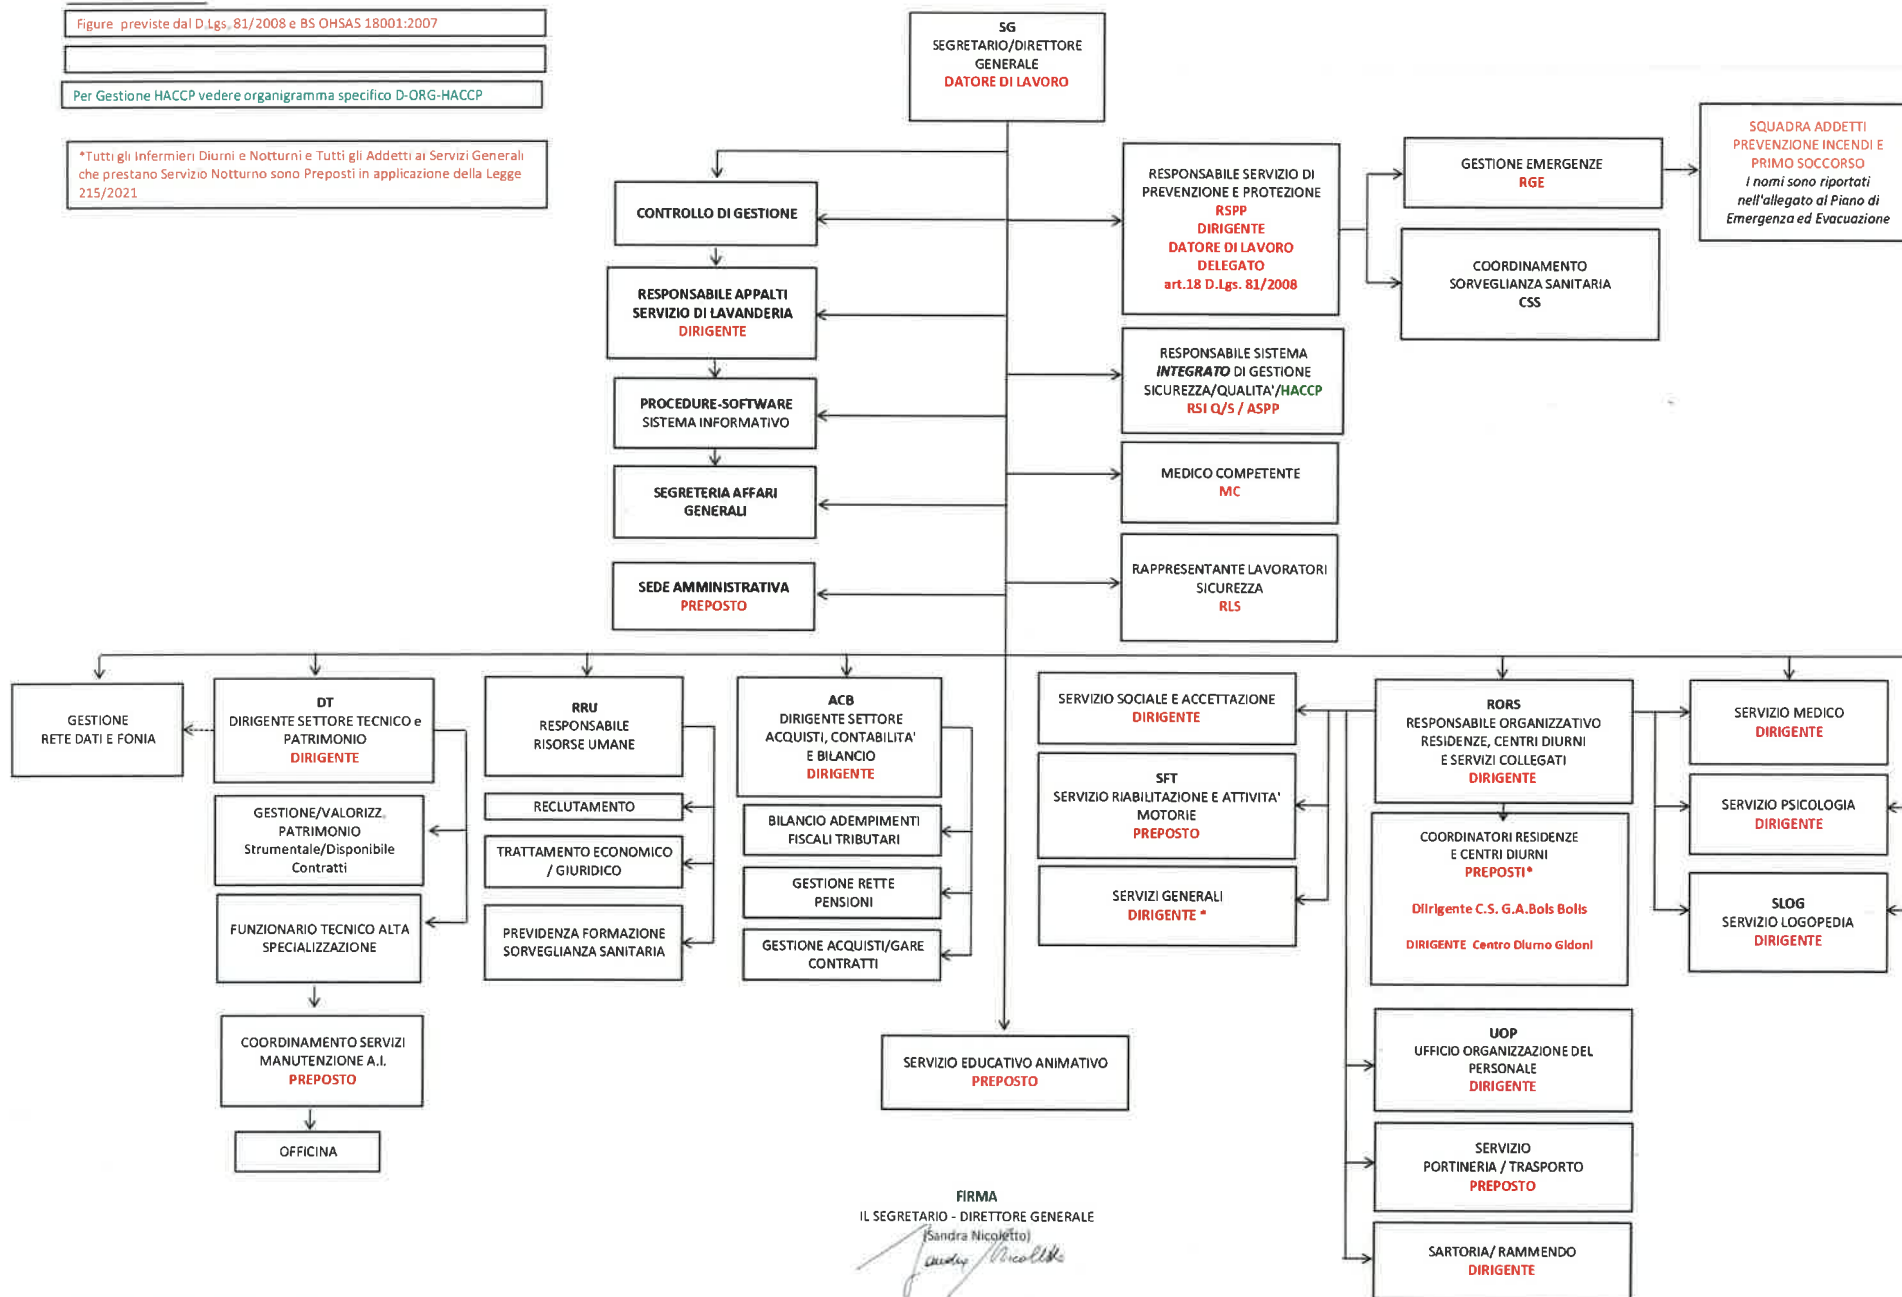 Figure previste dal D.Lgs. 81/2008 e BS OHSAS 18001:2007
Per Gestione HACCP vedere organigramma specifico D-ORG-HACCP
*Tutti gli Infermieri Diurni e Notturni e Tutti gli Addetti ai Servizi Generali
che prestano Servizio Notturno sono Preposti in applicazione della Legge
215/2021
SG
SEGRETARIO/DIRETTORE
GENERALE
DATORE DI LAVORO
CONTROLLO DI GESTIONE
RESPONSABILE APPALTI
SERVIZIO DI LAVANDERIA
DIRIGENTE
PROCEDURE-SOFTWARE
SISTEMA INFORMATIVO
SEGRETERIA AFFARI
GENERALI
SEDE AMMINISTRATIVA
PREPOSTO
RESPONSABILE SERVIZIO DI
PREVENZIONE E PROTEZIONE
RSPP
DIRIGENTE
DATORE DI LAVORO
DELEGATO
art.18 D.Lgs. 81/2008
GESTIONE EMERGENZE
RGE
SQUADRA ADDETTI
PREVENZIONE INCENDI E
PRIMO SOCCORSO
I nomi sono riportati
nell'allegato al Piano di
Emergenza ed Evacuazione
COORDINAMENTO
SORVEGLIANZA SANITARIA
CSS
RESPONSABILE SISTEMA
INTEGRATO DI GESTIONE
SICUREZZA/QUALITA'/HACCP
RSI Q/S / ASPP
MEDICO COMPETENTE
MC
RAPPRESENTANTE LAVORATORI
SICUREZZA
RLS
GESTIONE
RETE DATI E FONIA
DT
DIRIGENTE SETTORE TECNICO e
PATRIMONIO
DIRIGENTE
GESTIONE/VALORIZZ.
PATRIMONIO
Strumentale/Disponibile
Contratti
FUNZIONARIO TECNICO ALTA
SPECIALIZZAZIONE
COORDINAMENTO SERVIZI
MANUTENZIONE A.I.
PREPOSTO
OFFICINA
RRU
RESPONSABILE
RISORSE UMANE
RECLUTAMENTO
TRATTAMENTO ECONOMICO
/ GIURIDICO
PREVIDENZA FORMAZIONE
SORVEGLIANZA SANITARIA
ACB
DIRIGENTE SETTORE
ACQUISTI, CONTABILITA'
E BILANCIO
DIRIGENTE
BILANCIO ADEMPIMENTI
FISCALI TRIBUTARI
GESTIONE RETTE
PENSIONI
GESTIONE ACQUISTI/GARE
CONTRATTI
SERVIZIO EDUCATIVO ANIMATIVO
PREPOSTO
SERVIZIO SOCIALE E ACCETTAZIONE
DIRIGENTE
SFT
SERVIZIO RIABILITAZIONE E ATTIVITA'
MOTORIE
PREPOSTO
SERVIZI GENERALI
DIRIGENTE *
RORS
RESPONSABILE ORGANIZZATIVO
RESIDENZE, CENTRI DIURNI
E SERVIZI COLLEGATI
DIRIGENTE
COORDINATORI RESIDENZE
E CENTRI DIURNI
PREPOSTI*
Diirigente C.S. G.A.Bols Bolis
DIRIGENTE Centro Diurno Gidoni
UOP
UFFICIO ORGANIZZAZIONE DEL
PERSONALE
DIRIGENTE
SERVIZIO
PORTINERIA / TRASPORTO
PREPOSTO
SARTORIA/ RAMMENDO
DIRIGENTE
SERVIZIO MEDICO
DIRIGENTE
SERVIZIO PSICOLOGIA
DIRIGENTE
SLOG
SERVIZIO LOGOPEDIA
DIRIGENTE
FIRMA
IL SEGRETARIO - DIRETTORE GENERALE
(Sandra Nicoletto)
Sandra Nicoletto